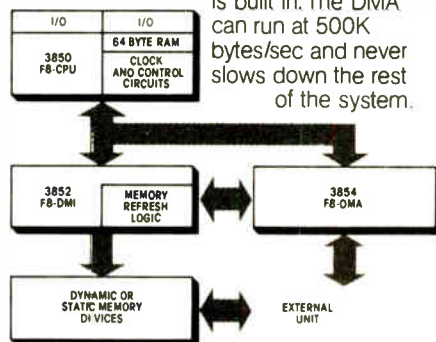 is built in. The DMA
can run at 500K
bytes/sec and never
slows down the rest
of the system.
I/O
I/O
3850
F8-CPU
64 BYTE RAM
CLOCK
AND CONTROL
CIRCUITS
3852
F8-DMI
MEMORY
REFRESH
LOGIC
3854
F8-DMA
DYNAMIC OR
STATIC MEMORY
DEVICES
EXTERNAL
UNIT